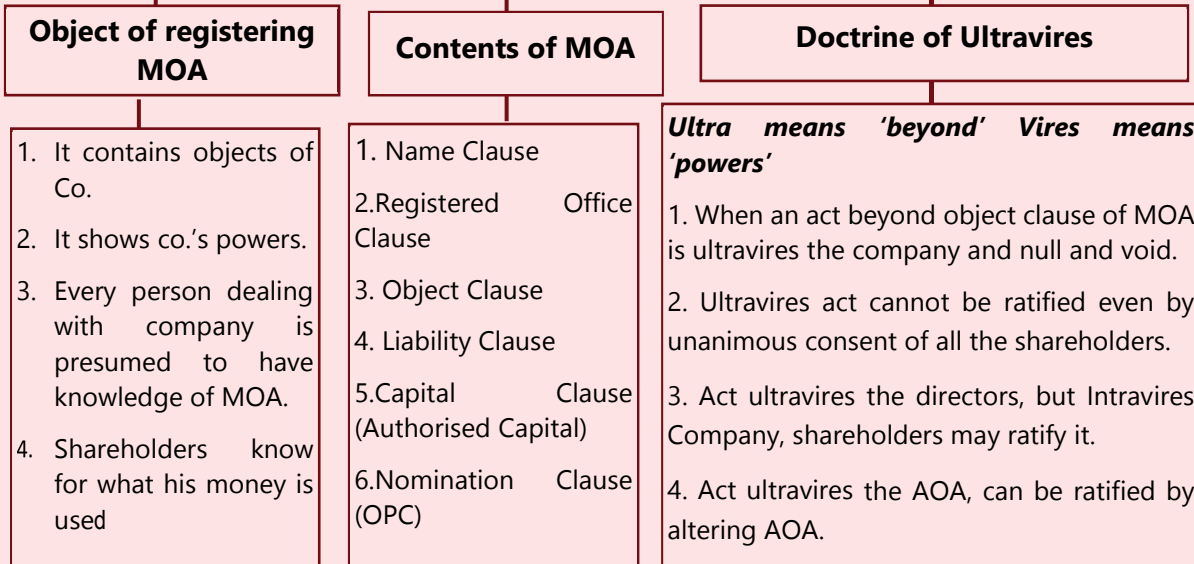 Object of registering
MOA
1. It contains objects of
Co.
2. It shows co.'s powers.
3. Every person dealing
with company is
presumed to have
knowledge of MOA.
4. Shareholders know
for what his money is
used
Contents of MOA
1. Name Clause
2.Registered Office
Clause
3. Object Clause
4. Liability Clause
5.Capital Clause
(Authorised Capital)
6.Nomination Clause
(OPC)
Doctrine of Ultravires
Ultra means ‘beyond’ Vires means
‘powers’
1. When an act beyond object clause of MOA
is ultravires the company and null and void.
2. Ultravires act cannot be ratified even by
unanimous consent of all the shareholders.
3. Act ultravires the directors, but Intravires
Company, shareholders may ratify it.
4. Act ultravires the AOA, can be ratified by
altering AOA.